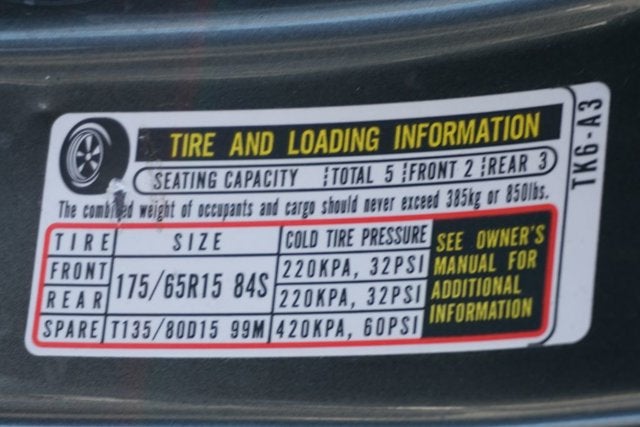 TIRE AND LOADING INFORMATION
SEATING CAPACITY TOTAL 5 FRONT 2 REAR 3
The combined weight of occupants and cargo should never exceed 385kg or 850lbs.
TIRE SIZE COLD TIRE PRESSURE
FRONT 175/65R15 84S 220KPA, 32PSI
REAR 220KPA, 32PSI
SPARE T135/80D15 99M 420KPA, 60PSI
SEE OWNER'S
MANUAL FOR
ADDITIONAL
INFORMATION
TK6-A3